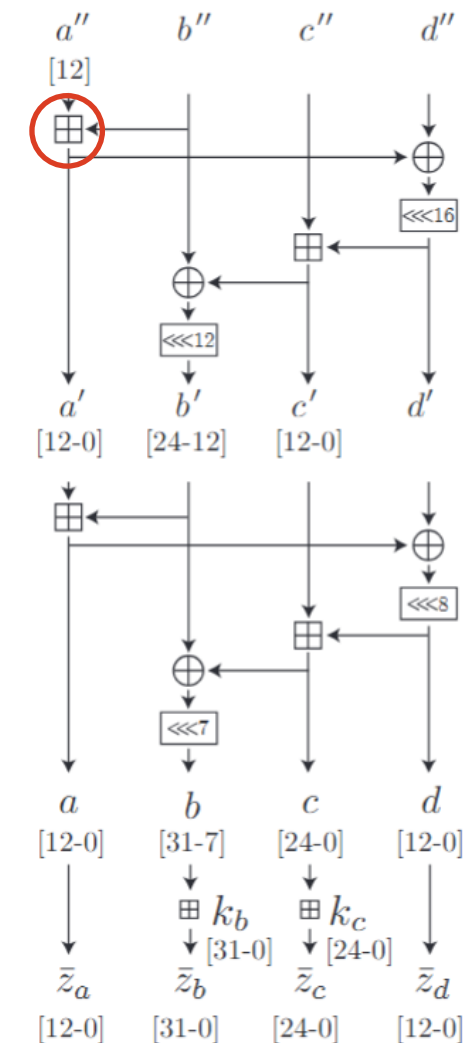 a'' b'' c'' d''
[12]
⋘16
⋘12
a' b' c' d'
[12-0] [24-12] [12-0]
⋘8
⋘7
a b c d
[12-0] [31-7] [24-0] [12-0]
k_b k_c
[31-0] [24-0]
z̄_a z̄_b z̄_c z̄_d
[12-0] [31-0] [24-0] [12-0]